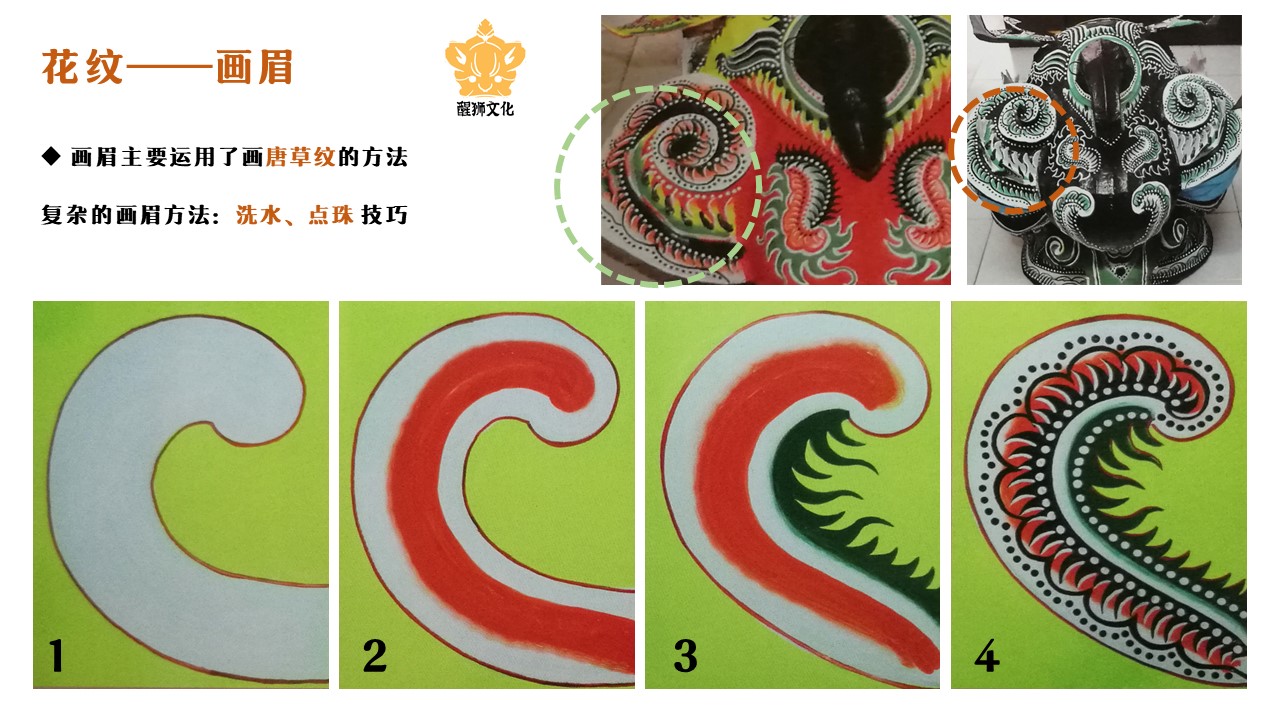 花纹——画眉
醒狮文化
◆ 画眉主要运用了画唐草纹的方法
复杂的画眉方法：洗水、点珠 技巧
1
2
3
4